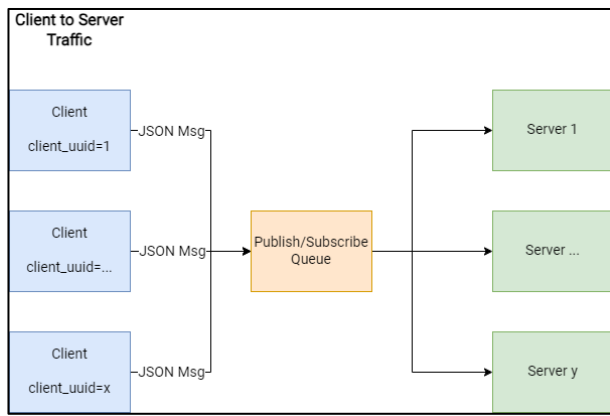 Client to Server
Traffic
Client
client_uuid=1
JSON Msg
Server 1
Client
client_uuid=...
JSON Msg
Publish/Subscribe
Queue
Server ...
Client
client_uuid=x
JSON Msg
Server y